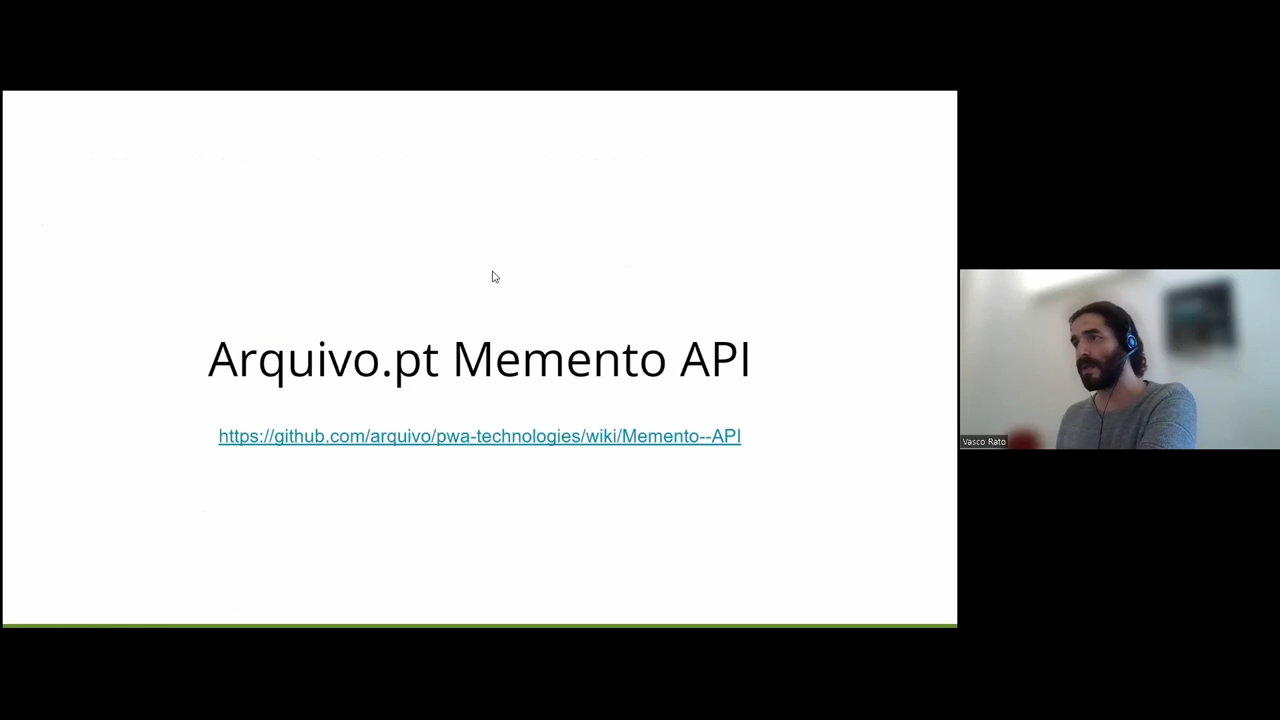 Arquivo.pt Memento API
https://github.com/arquivo/pwa-technologies/wiki/Memento--API
Vasco Rato